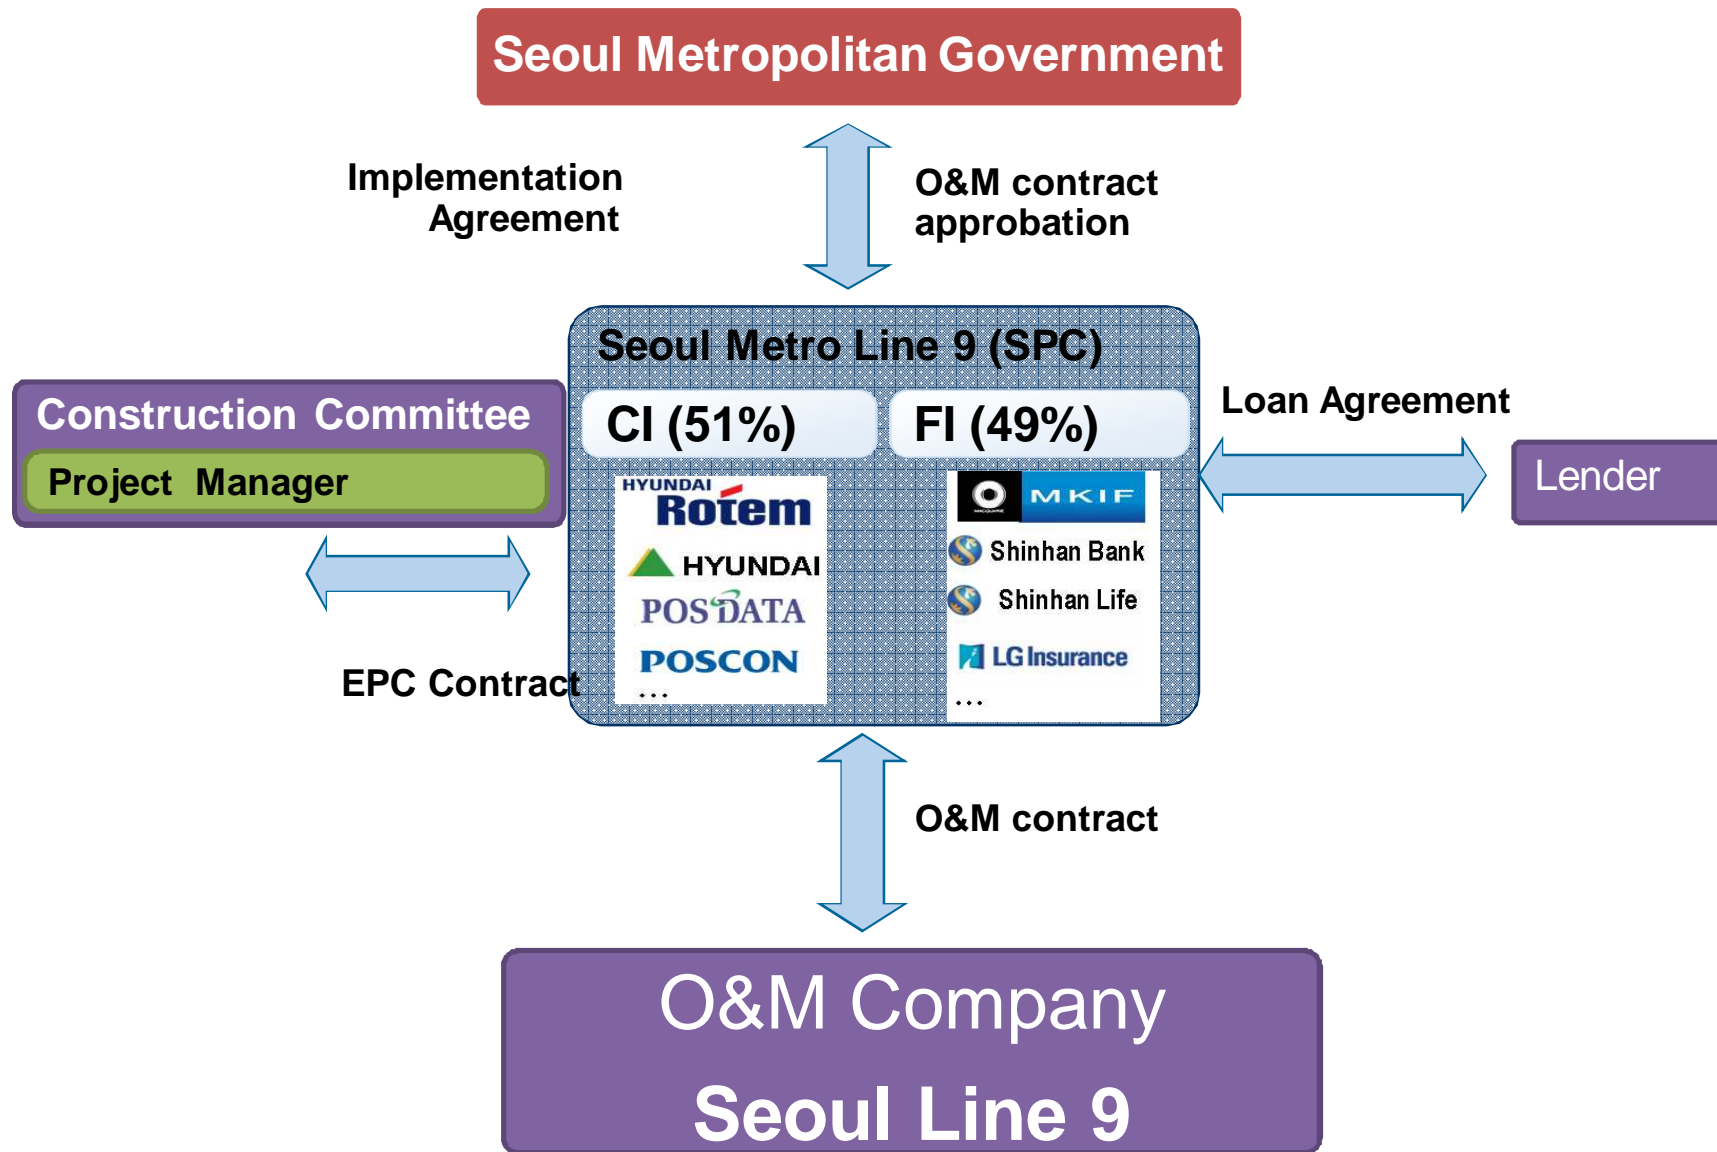 Seoul Metropolitan Government
Implementation
Agreement
O&M contract
approbation
Seoul Metro Line 9 (SPC)
Construction Committee
Project Manager
CI (51%)
FI (49%)
Loan Agreement
Lender
HYUNDAI
Rotem
HYUNDAI
POSDATA
POSCON
...
MACQUARIE
MKIF
Shinhan Bank
Shinhan Life
LG Insurance
...
EPC Contract
O&M contract
O&M Company
Seoul Line 9